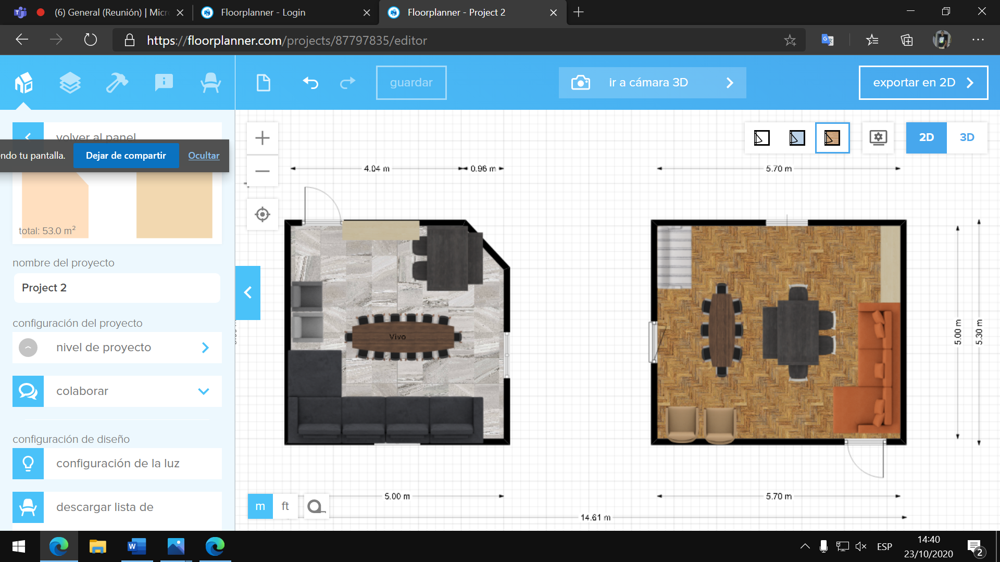 (6) General (Reunión) | Micr
Floorplanner - Login
Floorplanner - Project 2
https://floorplanner.com/projects/87797835/editor
guardar
ir a cámara 3D
exportar en 2D
volver al panel
ndo tu pantalla.
Dejar de compartir
Ocultar
2D
3D
total: 53.0 m²
4.04 m
0.96 m
5.70 m
nombre del proyecto
Project 2
configuración del proyecto
nivel de proyecto
colaborar
configuración de diseño
configuración de la luz
descargar lista de
Vivo
5.00 m
5.30 m
5.00 m
5.70 m
m
ft
14.61 m
W
ESP
14:40
23/10/2020
2